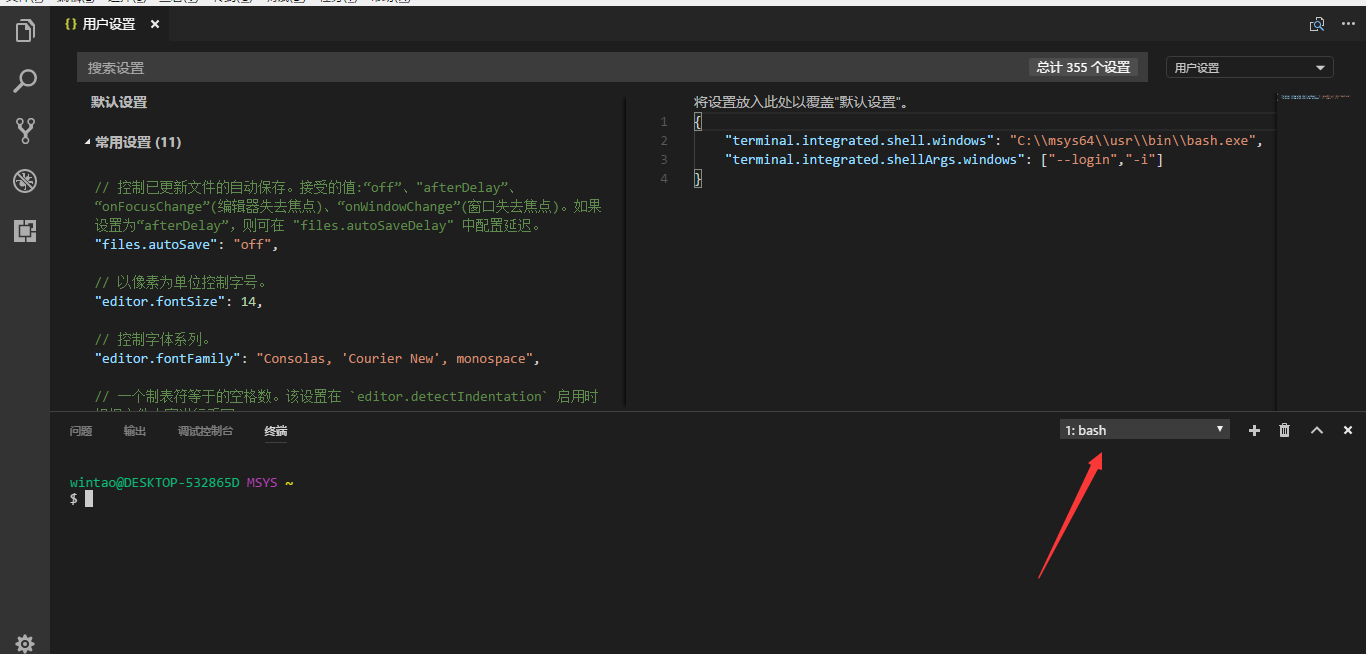 {} 用户设置 ×
搜索设置
总计 355 个设置
用户设置
默认设置
常用设置 (11)
// 控制已更新文件的自动保存。接受的值:“off”、"afterDelay”、
“onFocusChange”(编辑器失去焦点)、“onWindowChange”(窗口失去焦点)。如果
设置为“afterDelay”，则可在 "files.autoSaveDelay" 中配置延迟。
"files.autoSave": "off",
// 以像素为单位控制字号。
"editor.fontSize": 14,
// 控制字体系列。
"editor.fontFamily": "Consolas, 'Courier New', monospace",
// 一个制表符等于的空格数。该设置在 `editor.detectIndentation` 启用时
将设置放入此处以覆盖"默认设置"。
1 {
2 "terminal.integrated.shell.windows": "C:\\msys64\\usr\\bin\\bash.exe",
3 "terminal.integrated.shellArgs.windows": ["--login","-i"]
4 }
问题 输出 调试控制台 终端
1: bash
wintao@DESKTOP-532865D MSYS ~
$